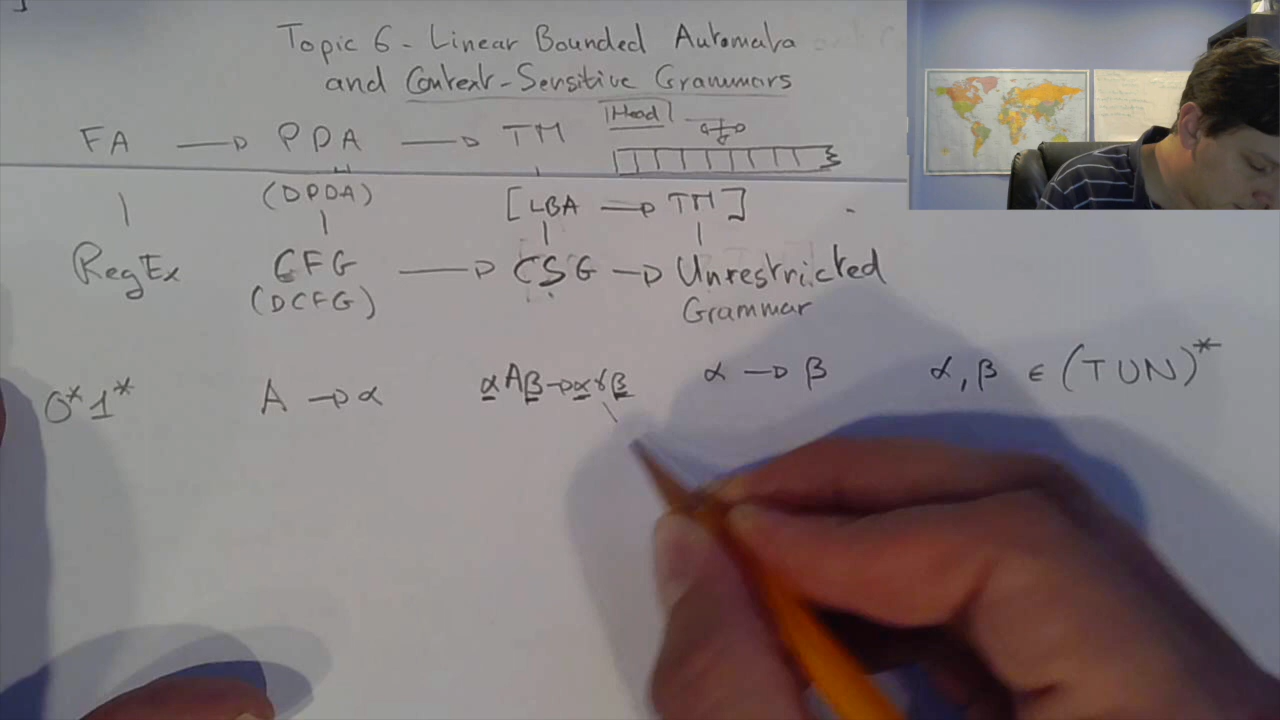 Topic 6 - Linear Bounded Automata
and Context-Sensitive Grammars
FA → PDA → TM Head
(DPDA) [LBA → TM]
RegEx CFG → CSG → Unrestricted
(DCFG) Grammar
0*1* A → α αAβ → αγβ α → β α, β ∈ (T∪N)*